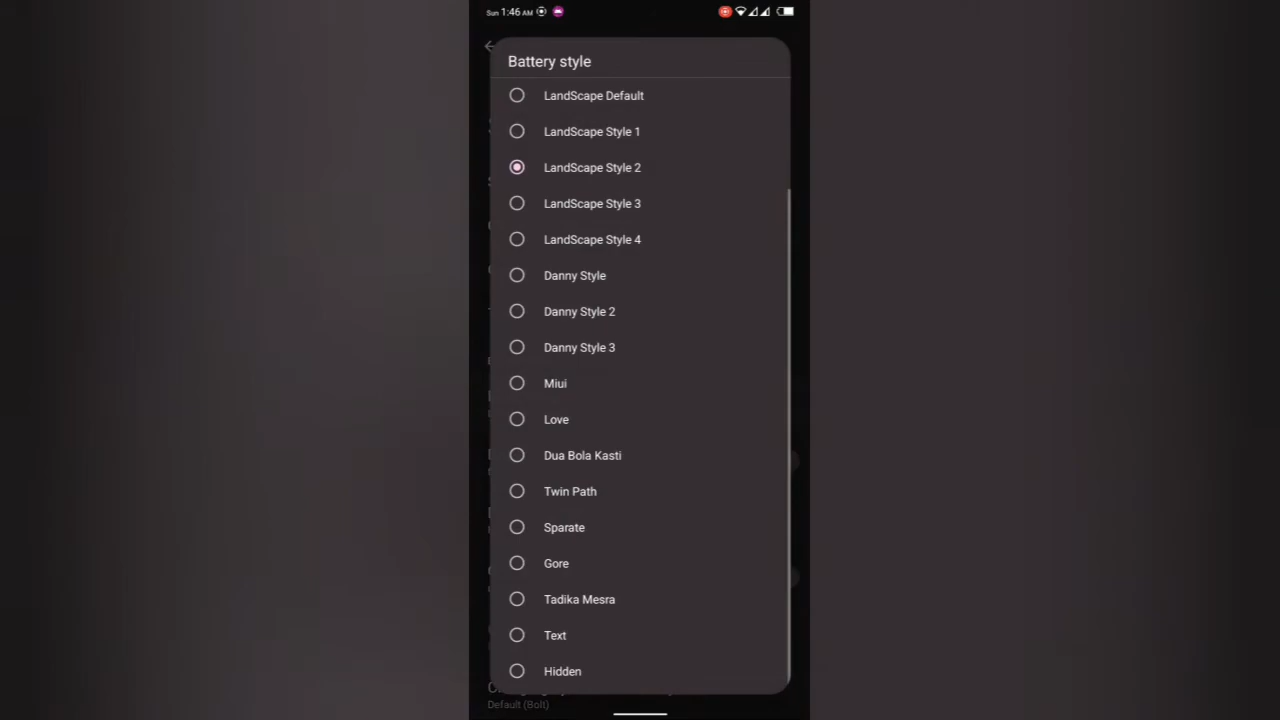 Sun 1:46 AM
Battery style
LandScape Default
LandScape Style 1
LandScape Style 2
LandScape Style 3
LandScape Style 4
Danny Style
Danny Style 2
Danny Style 3
Miui
Love
Dua Bola Kasti
Twin Path
Sparate
Gore
Tadika Mesra
Text
Hidden
Default (Bolt)